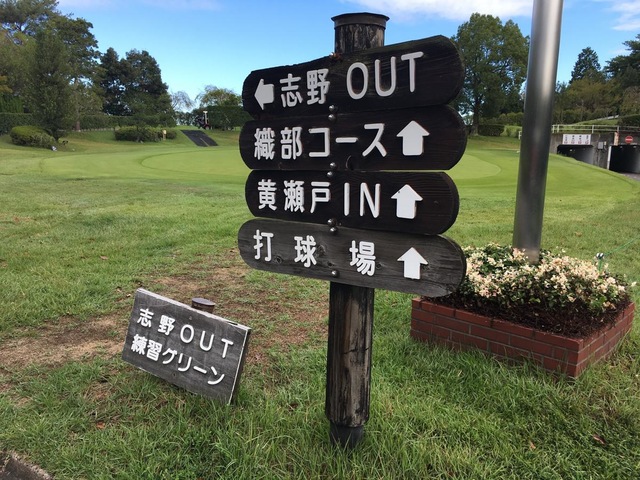 ← 志野 OUT
織部コース ↑
黄瀬戸 IN ↑
打球場 ↑
志野 OUT
練習グリーン